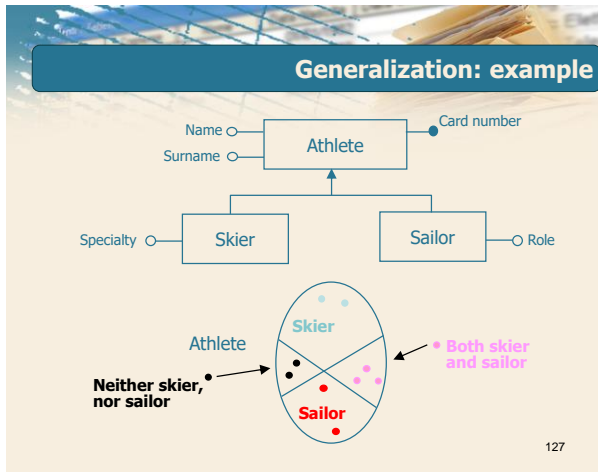 Generalization: example
Name
Card number
Athlete
Surname
Specialty
Skier
Sailor
Role
Skier
Athlete
Both skier
and sailor
Neither skier,
nor sailor
Sailor
127